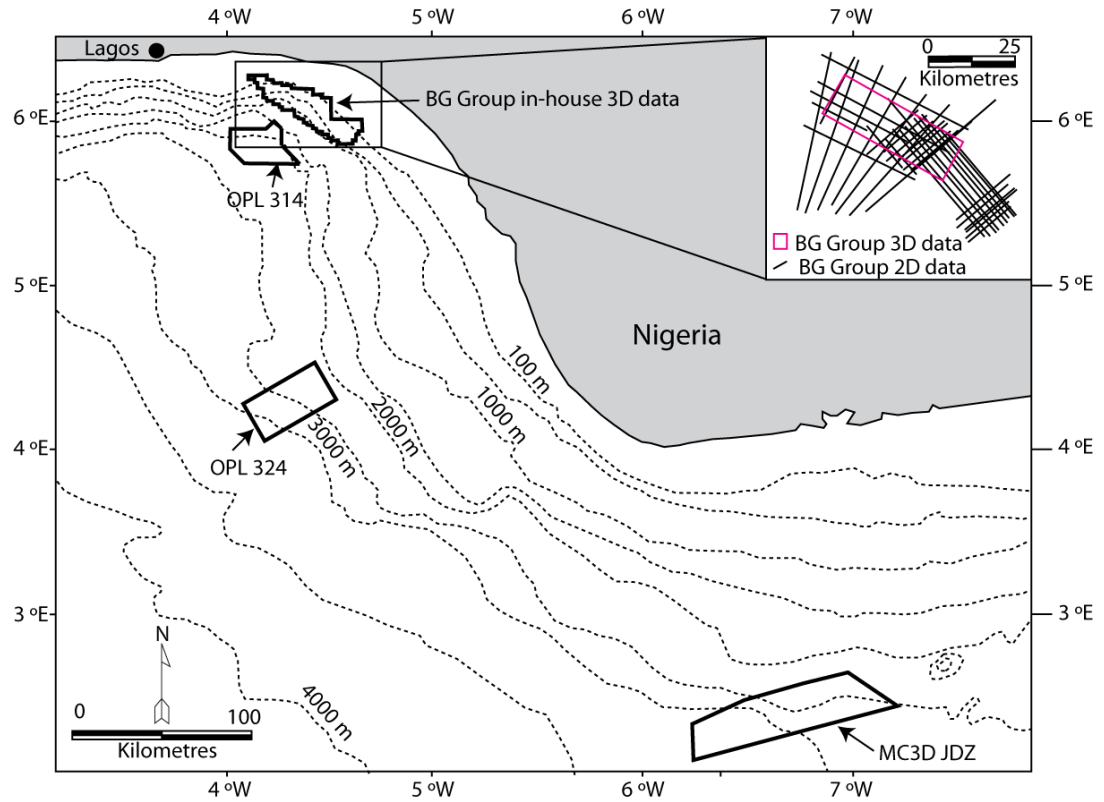 4 ºW
5 ºW
6 ºW
7 ºW
Lagos
0
25
Kilometres
BG Group in-house 3D data
6 ºE
6 ºE
OPL 314
BG Group 3D data
BG Group 2D data
5 ºE
5 ºE
Nigeria
100 m
1000 m
2000 m
3000 m
4 ºE
4 ºE
OPL 324
3 ºE
3 ºE
N
4000 m
0
100
Kilometres
MC3D JDZ
4 ºW
5 ºW
6 ºW
7 ºW